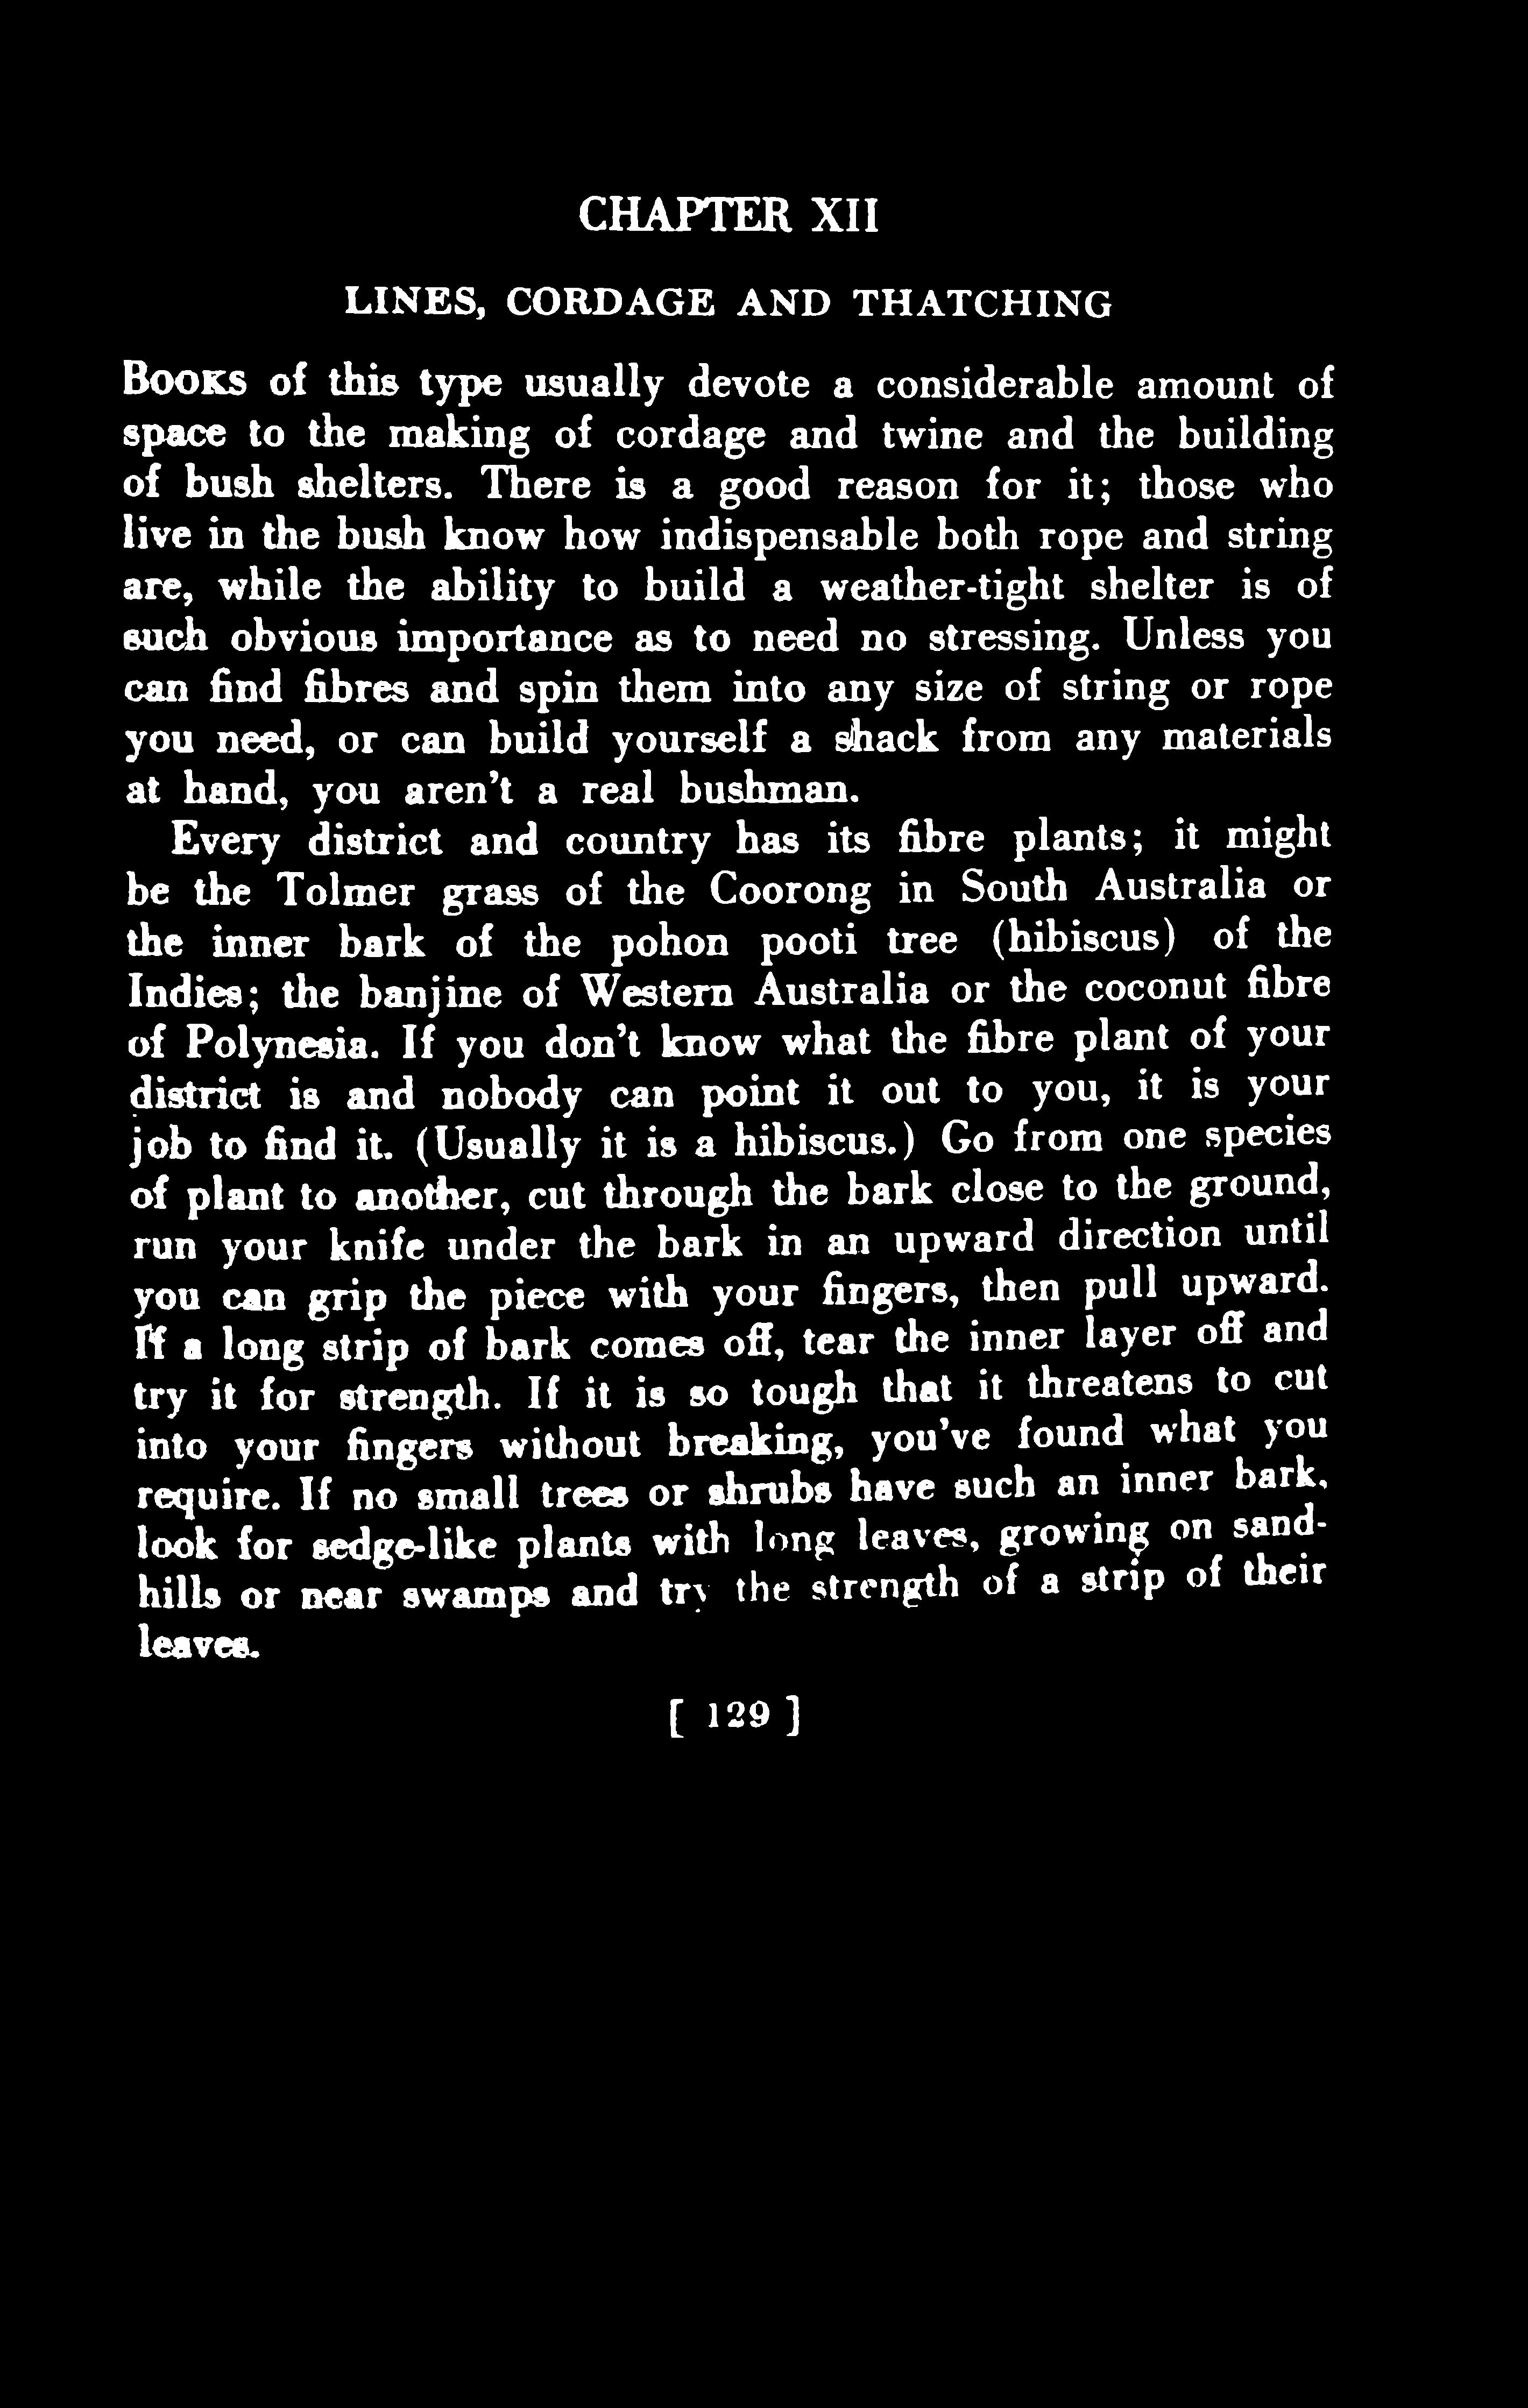 CHAPTER XII
LINES, CORDAGE AND THATCHING
BOOKS of this type usually devote a considerable amount of
space to the making of cordage and twine and the building
of bush shelters. There is a good reason for it; those who
live in the bush know how indispensable both rope and string
are, while the ability to build a weather-tight shelter is of
such obvious importance as to need no stressing. Unless you
can find fibres and spin them into any size of string or rope
you need, or can build yourself a shack from any materials
at hand, you aren't a real bushman.
Every district and country has its fibre plants; it might
be the Tolmer grass of the Coorong in South Australia or
the inner bark of the pohon pooti tree (hibiscus) of the
Indies; the banjine of Western Australia or the coconut fibre
of Polynesia. If you don't know what the fibre plant of your
district is and nobody can point it out to you, it is your
job to find it. (Usually it is a hibiscus.) Go from one species
of plant to another, cut through the bark close to the ground,
run your knife under the bark in an upward direction until
you can grip the piece with your fingers, then pull upward.
If a long strip of bark comes off, tear the inner layer off and
try it for strength. If it is so tough that it threatens to cut
into your fingers without breaking, you've found what you
require. If no small trees or shrubs have such an inner bark,
look for sedge-like plants with long leaves, growing on sand-
hills or near swamps and try the strength of a strip of their
leaves.
[ 129 ]